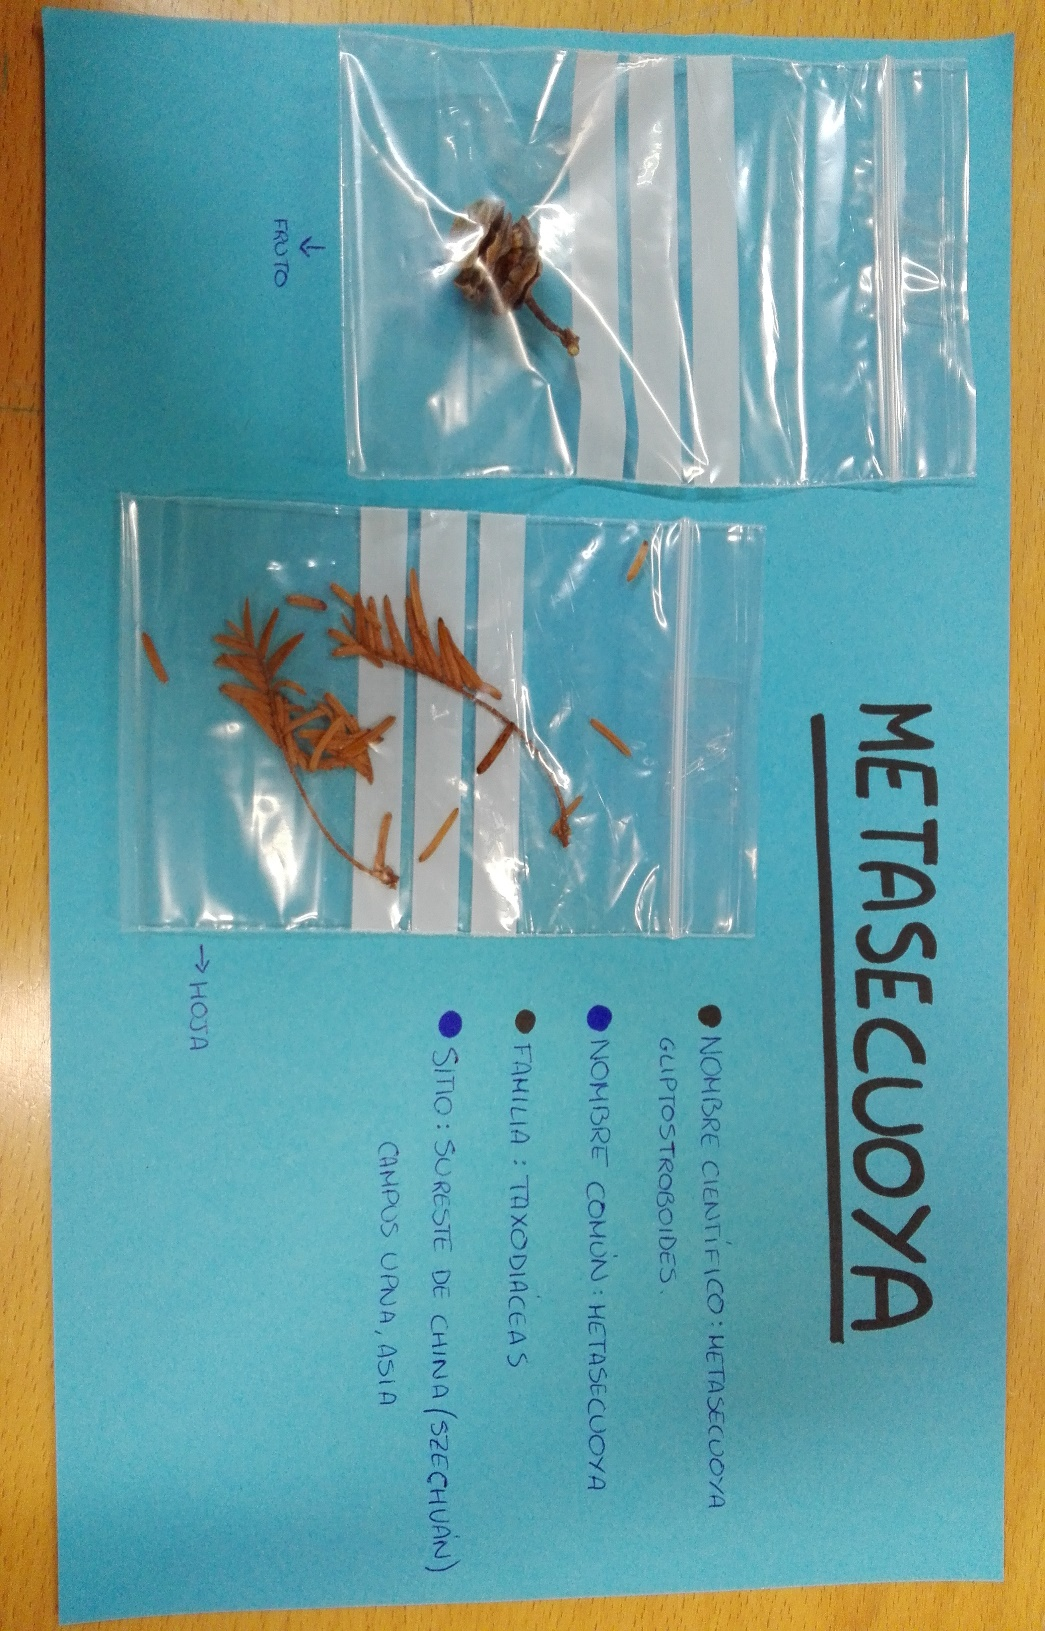 METASECUOYA
● NOMBRE CIENTÍFICO: METASECUOYA
GLIPTOSTROBOIDES.
● NOMBRE COMÚN: METASECUOYA
● FAMILIA: TAXODIÁCEAS
● SITIO: SURESTE DE CHINA (SZECHUÁN)
CAMPUS UPNA, ASIA
↓
FRUTO
→ HOJA